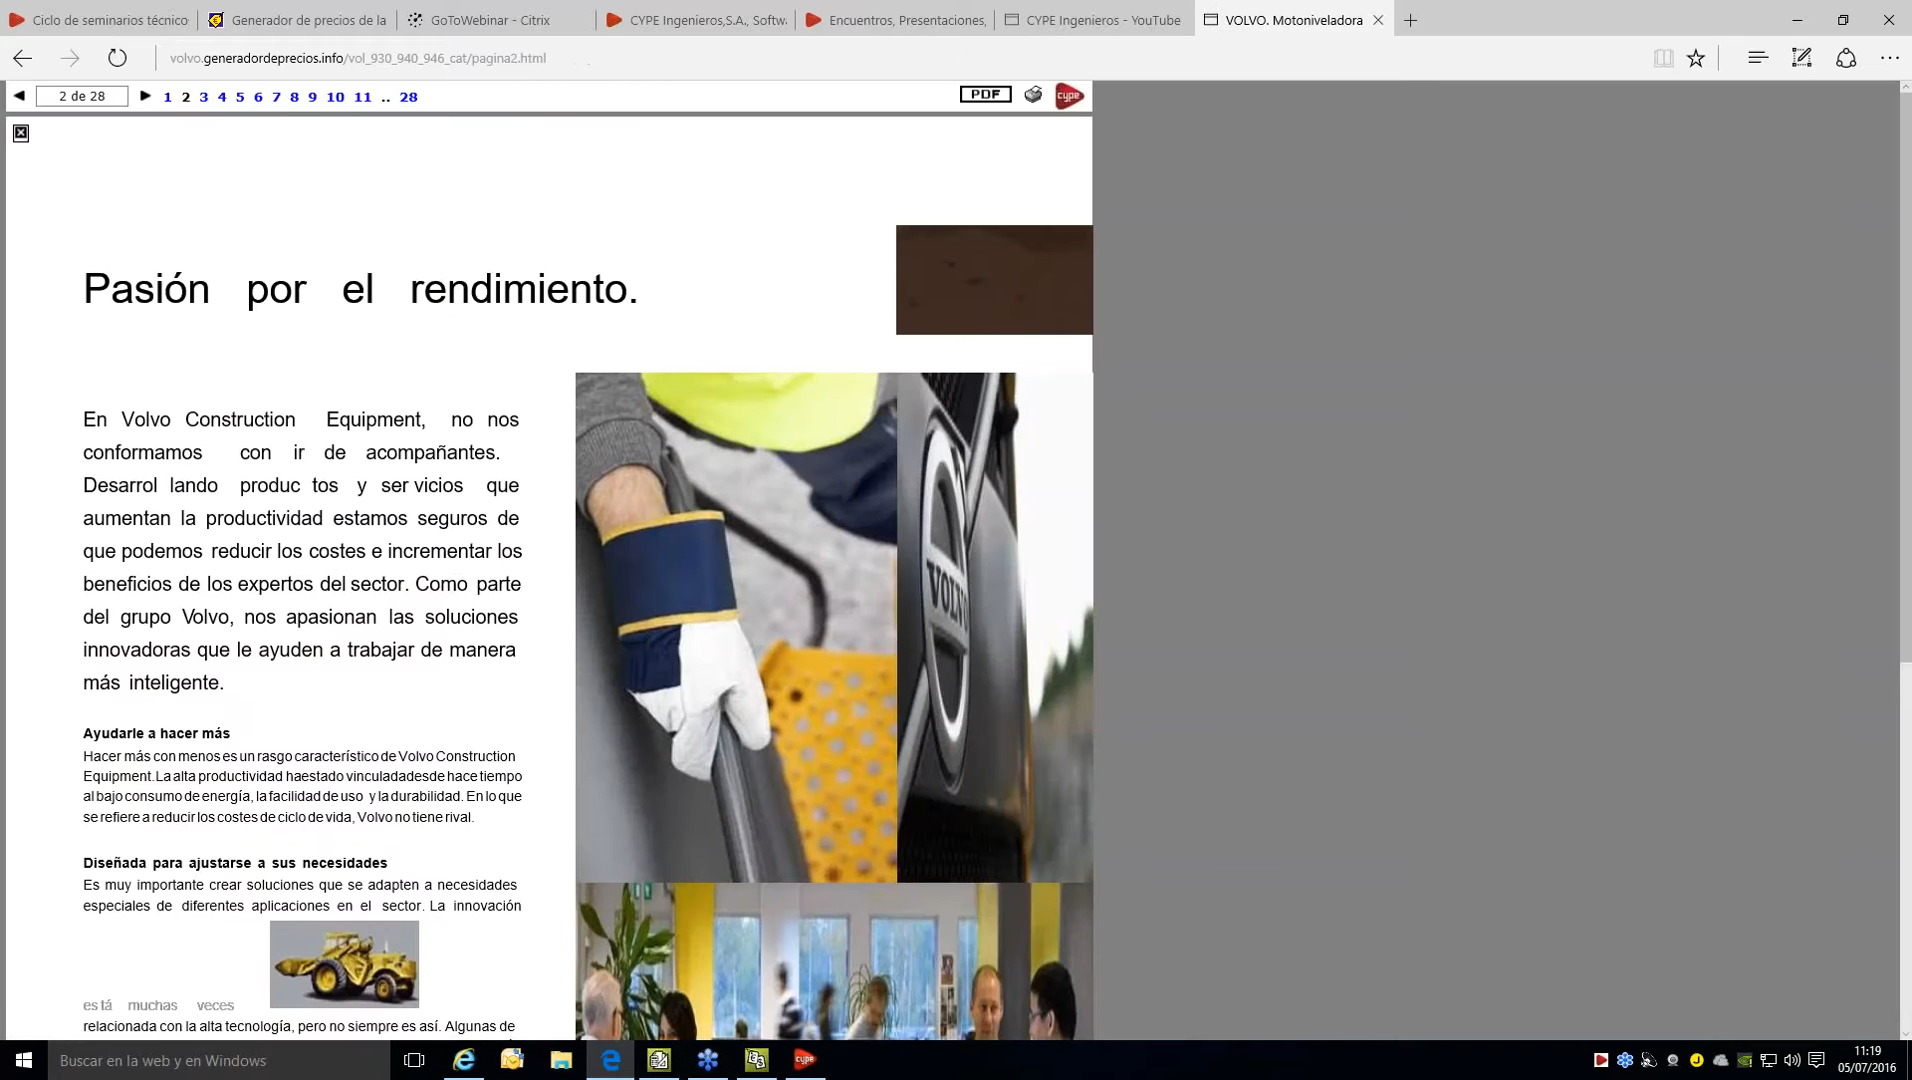 Ciclo de seminarios técnico
Generador de precios de la
GoToWebinar - Citrix
CYPE Ingenieros,S.A., Softw
Encuentros, Presentaciones,
CYPE Ingenieros - YouTube
VOLVO. Motoniveladora
volvo.generadordeprecios.info/vol_930_940_946_cat/pagina2.html
2 de 28 1 2 3 4 5 6 7 8 9 10 11 .. 28 PDF cype
Pasión por el rendimiento.
En Volvo Construction Equipment, no nos
conformamos con ir de acompañantes.
Desarrol lando produc tos y ser vicios que
aumentan la productividad estamos seguros de
que podemos reducir los costes e incrementar los
beneficios de los expertos del sector. Como parte
del grupo Volvo, nos apasionan las soluciones
innovadoras que le ayuden a trabajar de manera
más inteligente.
VOLVO
Ayudarle a hacer más
Hacer más con menos es un rasgo característico de Volvo Construction
Equipment. La alta productividad haestado vinculadadesde hace tiempo
al bajo consumo de energía, la facilidad de uso y la durabilidad. En lo que
se refiere a reducir los costes de ciclo de vida, Volvo no tiene rival.
Diseñada para ajustarse a sus necesidades
Es muy importante crear soluciones que se adapten a necesidades
especiales de diferentes aplicaciones en el sector. La innovación
es tá muchas veces
relacionada con la alta tecnología, pero no siempre es así. Algunas de
Buscar en la web y en Windows
cype
11:19
05/07/2016